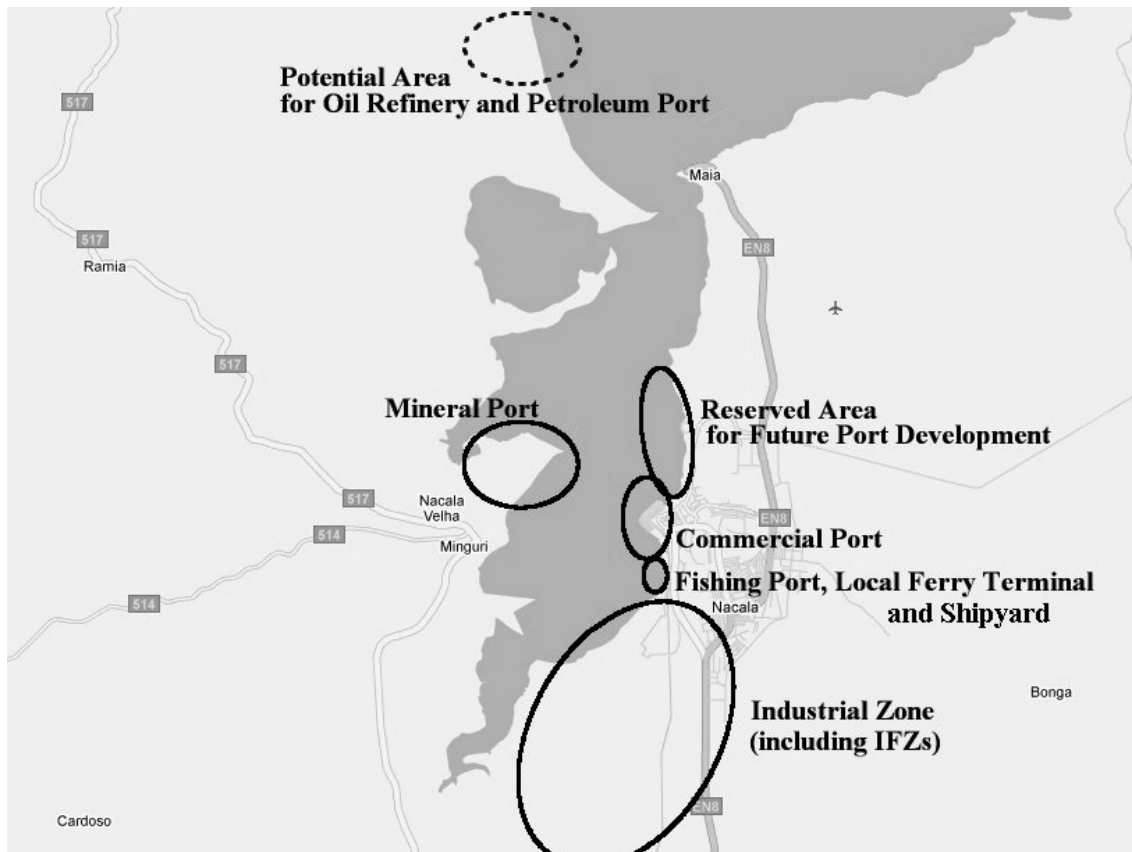 Potential Area
for Oil Refinery and Petroleum Port
517
Maia
517
EN8
Ramia
517
Mineral Port
Reserved Area
for Future Port Development
Nacala
Velha
517
EN8
514
Minguri
Commercial Port
Fishing Port, Local Ferry Terminal
and Shipyard
514
Nacala
Bonga
Industrial Zone
(including IFZs)
EN8
Cardoso